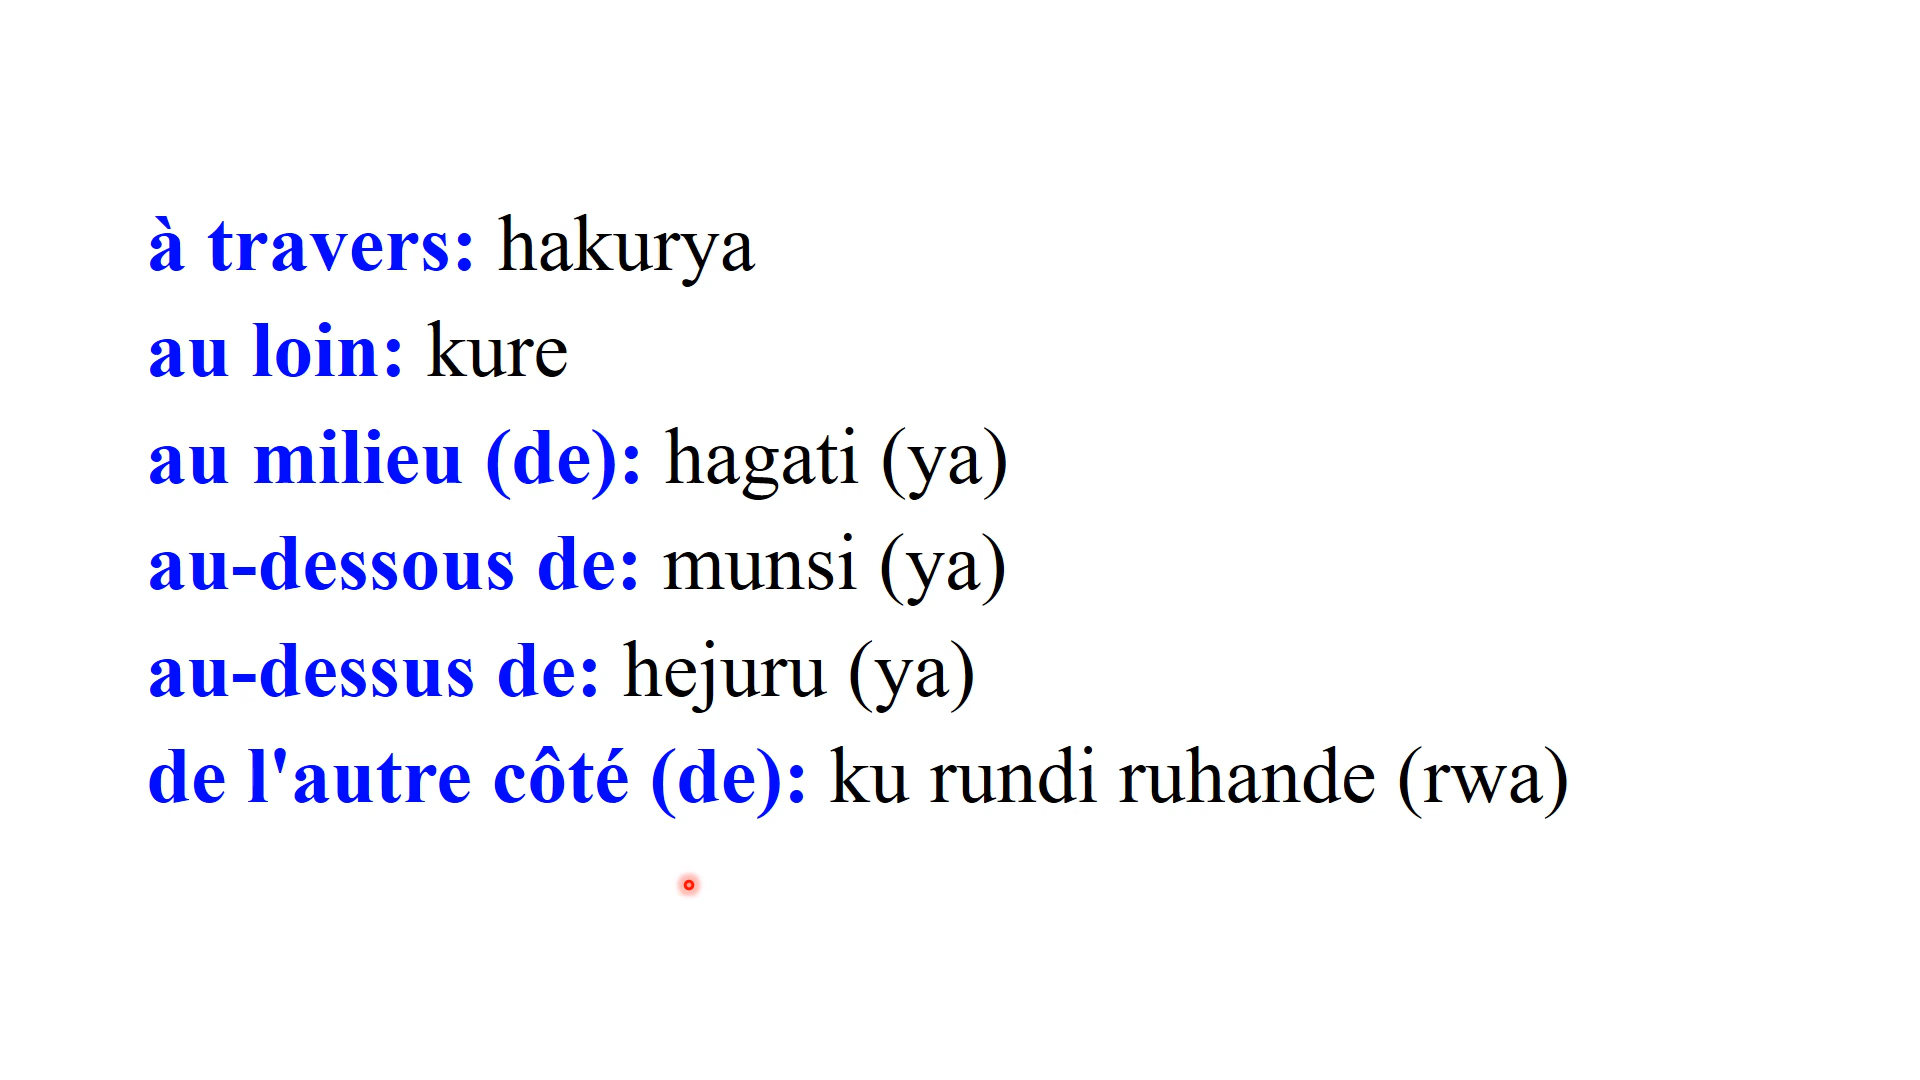 à travers: hakurya
au loin: kure
au milieu (de): hagati (ya)
au-dessous de: munsi (ya)
au-dessus de: hejuru (ya)
de l'autre côté (de): ku rundi ruhande (rwa)